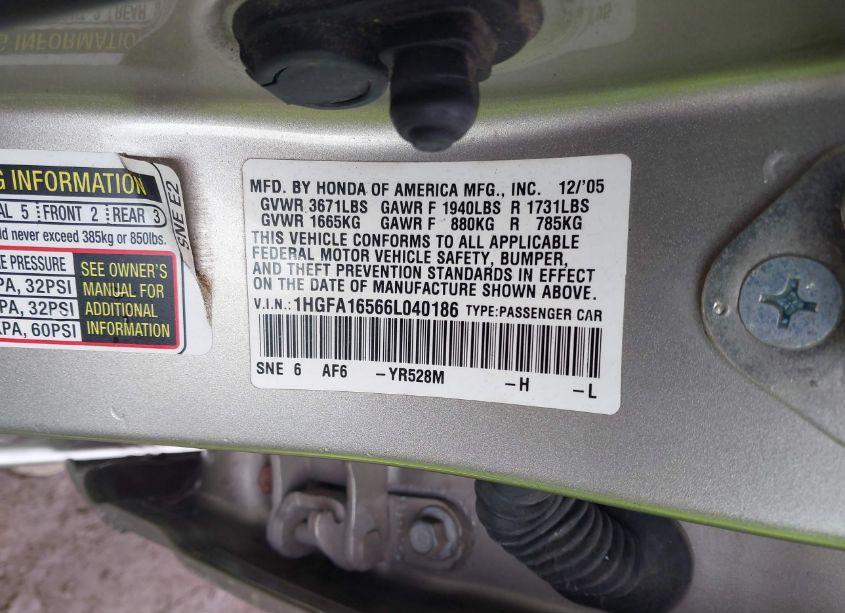 G INFORMATION
AL 5 FRONT 2 REAR 3
ld never exceed 385kg or 850lbs.
E PRESSURE
PA, 32PSI
PA, 32PSI
KPA, 60PSI
SEE OWNER'S
MANUAL FOR
ADDITIONAL
INFORMATION
SNE E2
MFD. BY HONDA OF AMERICA MFG., INC. 12/'05
GVWR 3671LBS GAWR F 1940LBS R 1731LBS
GVWR 1665KG GAWR F 880KG R 785KG
THIS VEHICLE CONFORMS TO ALL APPLICABLE
FEDERAL MOTOR VEHICLE SAFETY, BUMPER,
AND THEFT PREVENTION STANDARDS IN EFFECT
ON THE DATE OF MANUFACTURE SHOWN ABOVE.
V.I.N.: 1HGFA16566L040186 TYPE:PASSENGER CAR
SNE 6 AF6 -YR528M -H -L